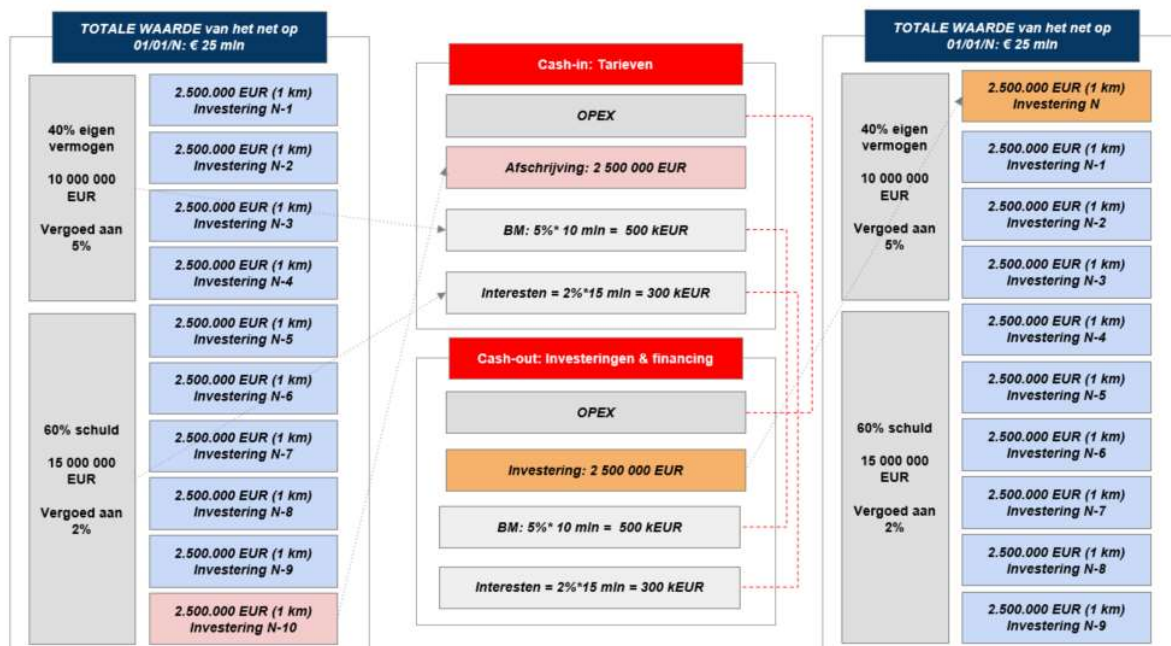 TOTALE WAARDE van het net op
01/01/N: € 25 mln
40% eigen
vermogen
10 000 000
EUR
Vergoed aan
5%
60% schuld
15 000 000
EUR
Vergoed aan
2%
2.500.000 EUR (1 km)
Investering N-1
2.500.000 EUR (1 km)
Investering N-2
2.500.000 EUR (1 km)
Investering N-3
2.500.000 EUR (1 km)
Investering N-4
2.500.000 EUR (1 km)
Investering N-5
2.500.000 EUR (1 km)
Investering N-6
2.500.000 EUR (1 km)
Investering N-7
2.500.000 EUR (1 km)
Investering N-8
2.500.000 EUR (1 km)
Investering N-9
2.500.000 EUR (1 km)
Investering N-10
Cash-in: Tarieven
OPEX
Afschrijving: 2 500 000 EUR
BM: 5%* 10 mln = 500 kEUR
Interesten = 2%*15 mln = 300 kEUR
Cash-out: Investeringen & financing
OPEX
Investering: 2 500 000 EUR
BM: 5%* 10 mln = 500 kEUR
Interesten = 2%*15 mln = 300 kEUR
TOTALE WAARDE van het net op
01/01/N: € 25 mln
40% eigen
vermogen
10 000 000
EUR
Vergoed aan
5%
60% schuld
15 000 000
EUR
Vergoed aan
2%
2.500.000 EUR (1 km)
Investering N
2.500.000 EUR (1 km)
Investering N-1
2.500.000 EUR (1 km)
Investering N-2
2.500.000 EUR (1 km)
Investering N-3
2.500.000 EUR (1 km)
Investering N-4
2.500.000 EUR (1 km)
Investering N-5
2.500.000 EUR (1 km)
Investering N-6
2.500.000 EUR (1 km)
Investering N-7
2.500.000 EUR (1 km)
Investering N-8
2.500.000 EUR (1 km)
Investering N-9